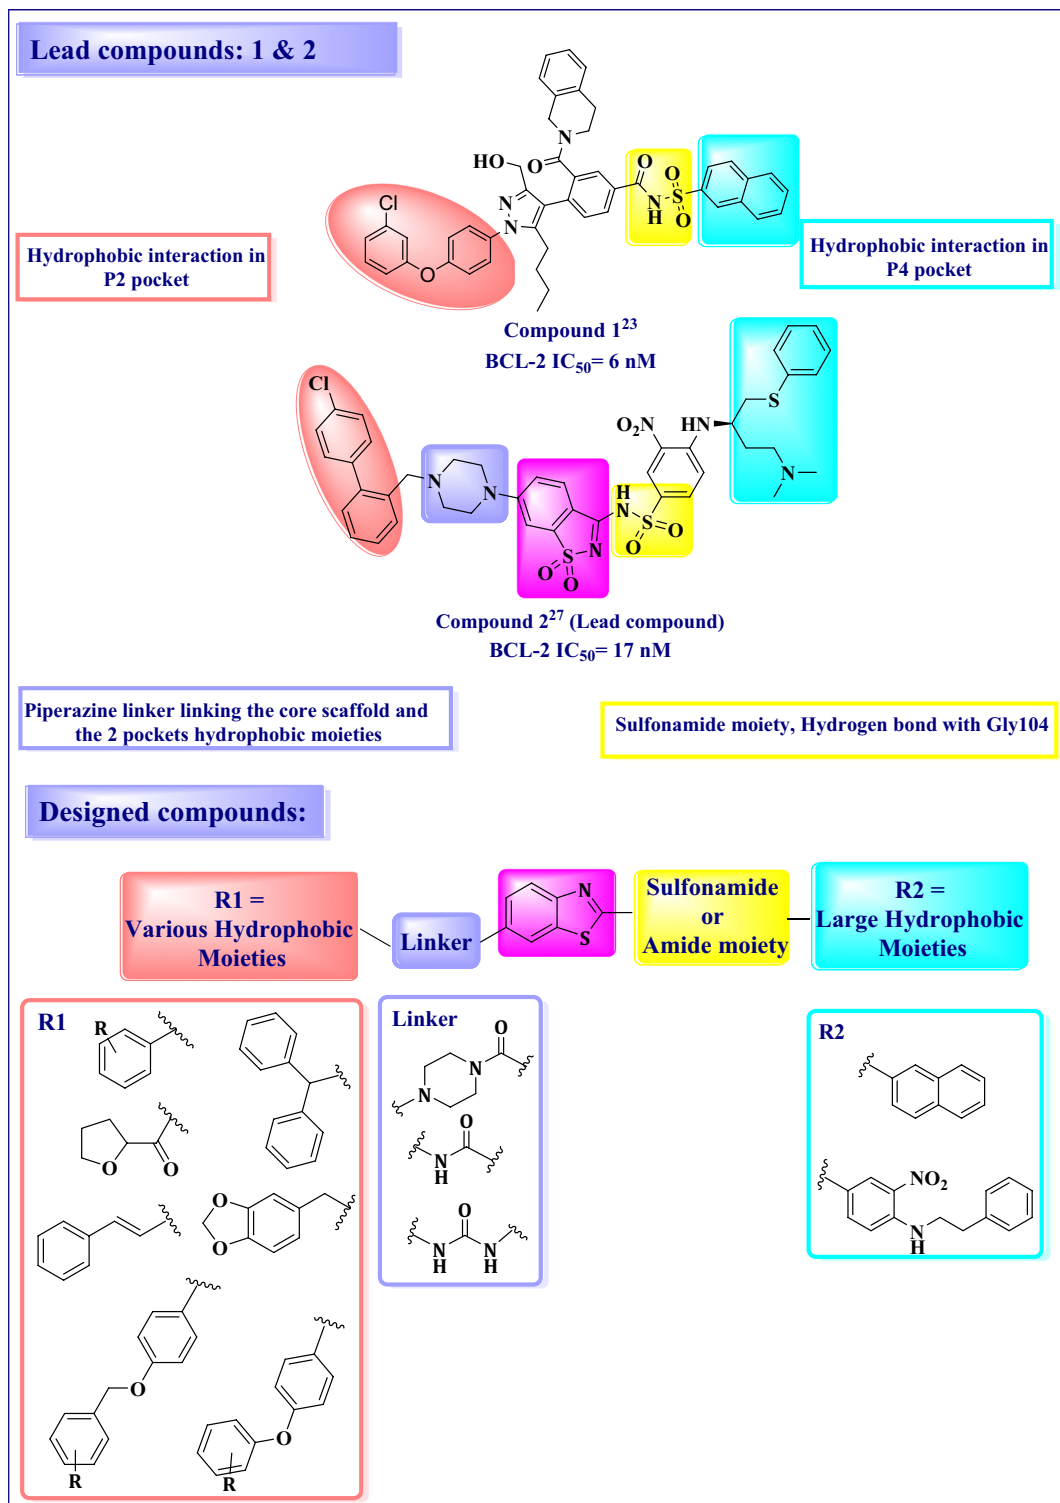 Lead compounds: 1 & 2
N
O
HO
O
O
N
N
N
H
S
O
O
Cl
O
Hydrophobic interaction in
P2 pocket
Hydrophobic interaction in
P4 pocket
Compound 1²³
BCL-2 IC₅₀= 6 nM
Cl
S
O₂N
HN
N
N
N
H
N
S
O
O
S
N
O
O
Compound 2²⁷ (Lead compound)
BCL-2 IC₅₀= 17 nM
Piperazine linker linking the core scaffold and
the 2 pockets hydrophobic moieties
Sulfonamide moiety, Hydrogen bond with Gly104
Designed compounds:
R1 =
Various Hydrophobic
Moieties
Linker
N
S
Sulfonamide
or
Amide moiety
R2 =
Large Hydrophobic
Moieties
R1
R
O
O
O
O
O
R
O
R
Linker
O
N
N
O
N
H
O
N
H
N
H
R2
NO₂
N
H